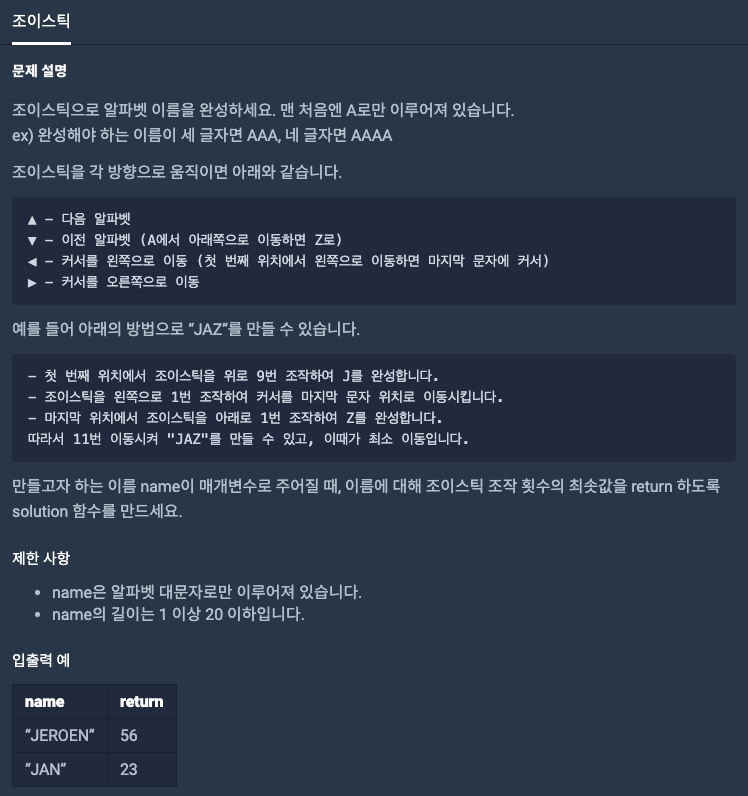 조이스틱
문제 설명
조이스틱으로 알파벳 이름을 완성하세요. 맨 처음엔 A로만 이루어져 있습니다.
ex) 완성해야 하는 이름이 세 글자면 AAA, 네 글자면 AAAA
조이스틱을 각 방향으로 움직이면 아래와 같습니다.
▲ - 다음 알파벳
▼ - 이전 알파벳 (A에서 아래쪽으로 이동하면 Z로)
◀ - 커서를 왼쪽으로 이동 (첫 번째 위치에서 왼쪽으로 이동하면 마지막 문자에 커서)
▶ - 커서를 오른쪽으로 이동
예를 들어 아래의 방법으로 "JAZ"를 만들 수 있습니다.
- 첫 번째 위치에서 조이스틱을 위로 9번 조작하여 J를 완성합니다.
- 조이스틱을 왼쪽으로 1번 조작하여 커서를 마지막 문자 위치로 이동시킵니다.
- 마지막 위치에서 조이스틱을 아래로 1번 조작하여 Z를 완성합니다.
따라서 11번 이동시켜 "JAZ"를 만들 수 있고, 이때가 최소 이동입니다.
만들고자 하는 이름 name이 매개변수로 주어질 때, 이름에 대해 조이스틱 조작 횟수의 최솟값을 return 하도록
solution 함수를 만드세요.
제한 사항
• name은 알파벳 대문자로만 이루어져 있습니다.
• name의 길이는 1 이상 20 이하입니다.
입출력 예
name return
“JEROEN” 56
“JAN” 23